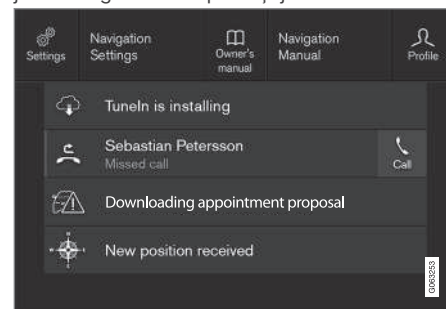 Settings
Navigation
Settings
Owner's
manual
Navigation
Manual
Profile
TuneIn is installing
Sebastian Petersson
Missed call
Call
Downloading appointment proposal
New position received
G063253